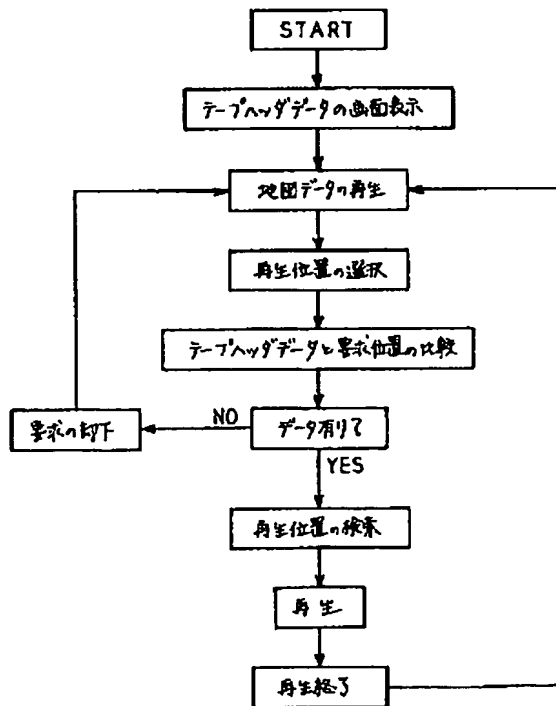 START
テープヘッダデータの画面表示
地図データの再生
再生位置の選択
テープヘッダデータと要求位置の比較
データ有り?
NO
要求の却下
YES
再生位置の検索
再生
再生終了